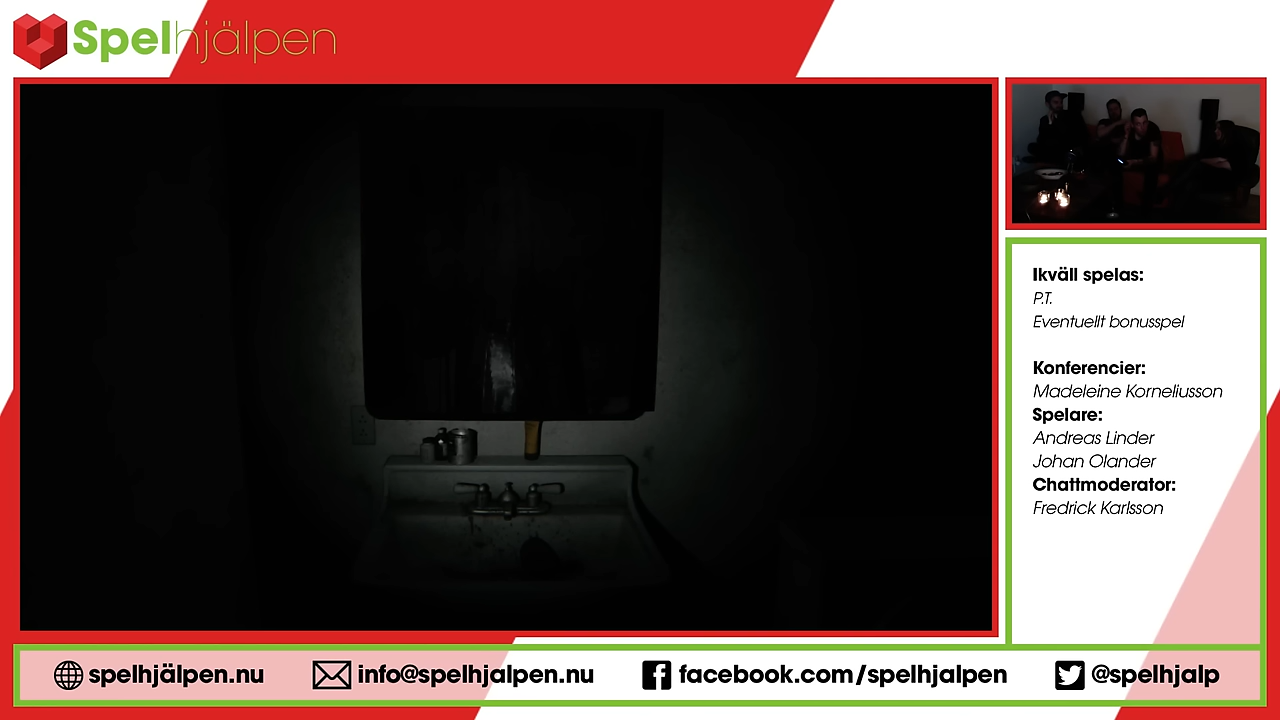 Spelhjälpen
Ikväll spelas:
P.T.
Eventuellt bonusspel
Konferencier:
Madeleine Korneliusson
Spelare:
Andreas Linder
Johan Olander
Chattmoderator:
Fredrick Karlsson
spelhjälpen.nu
info@spelhjalpen.nu
facebook.com/spelhjalpen
@spelhjalp